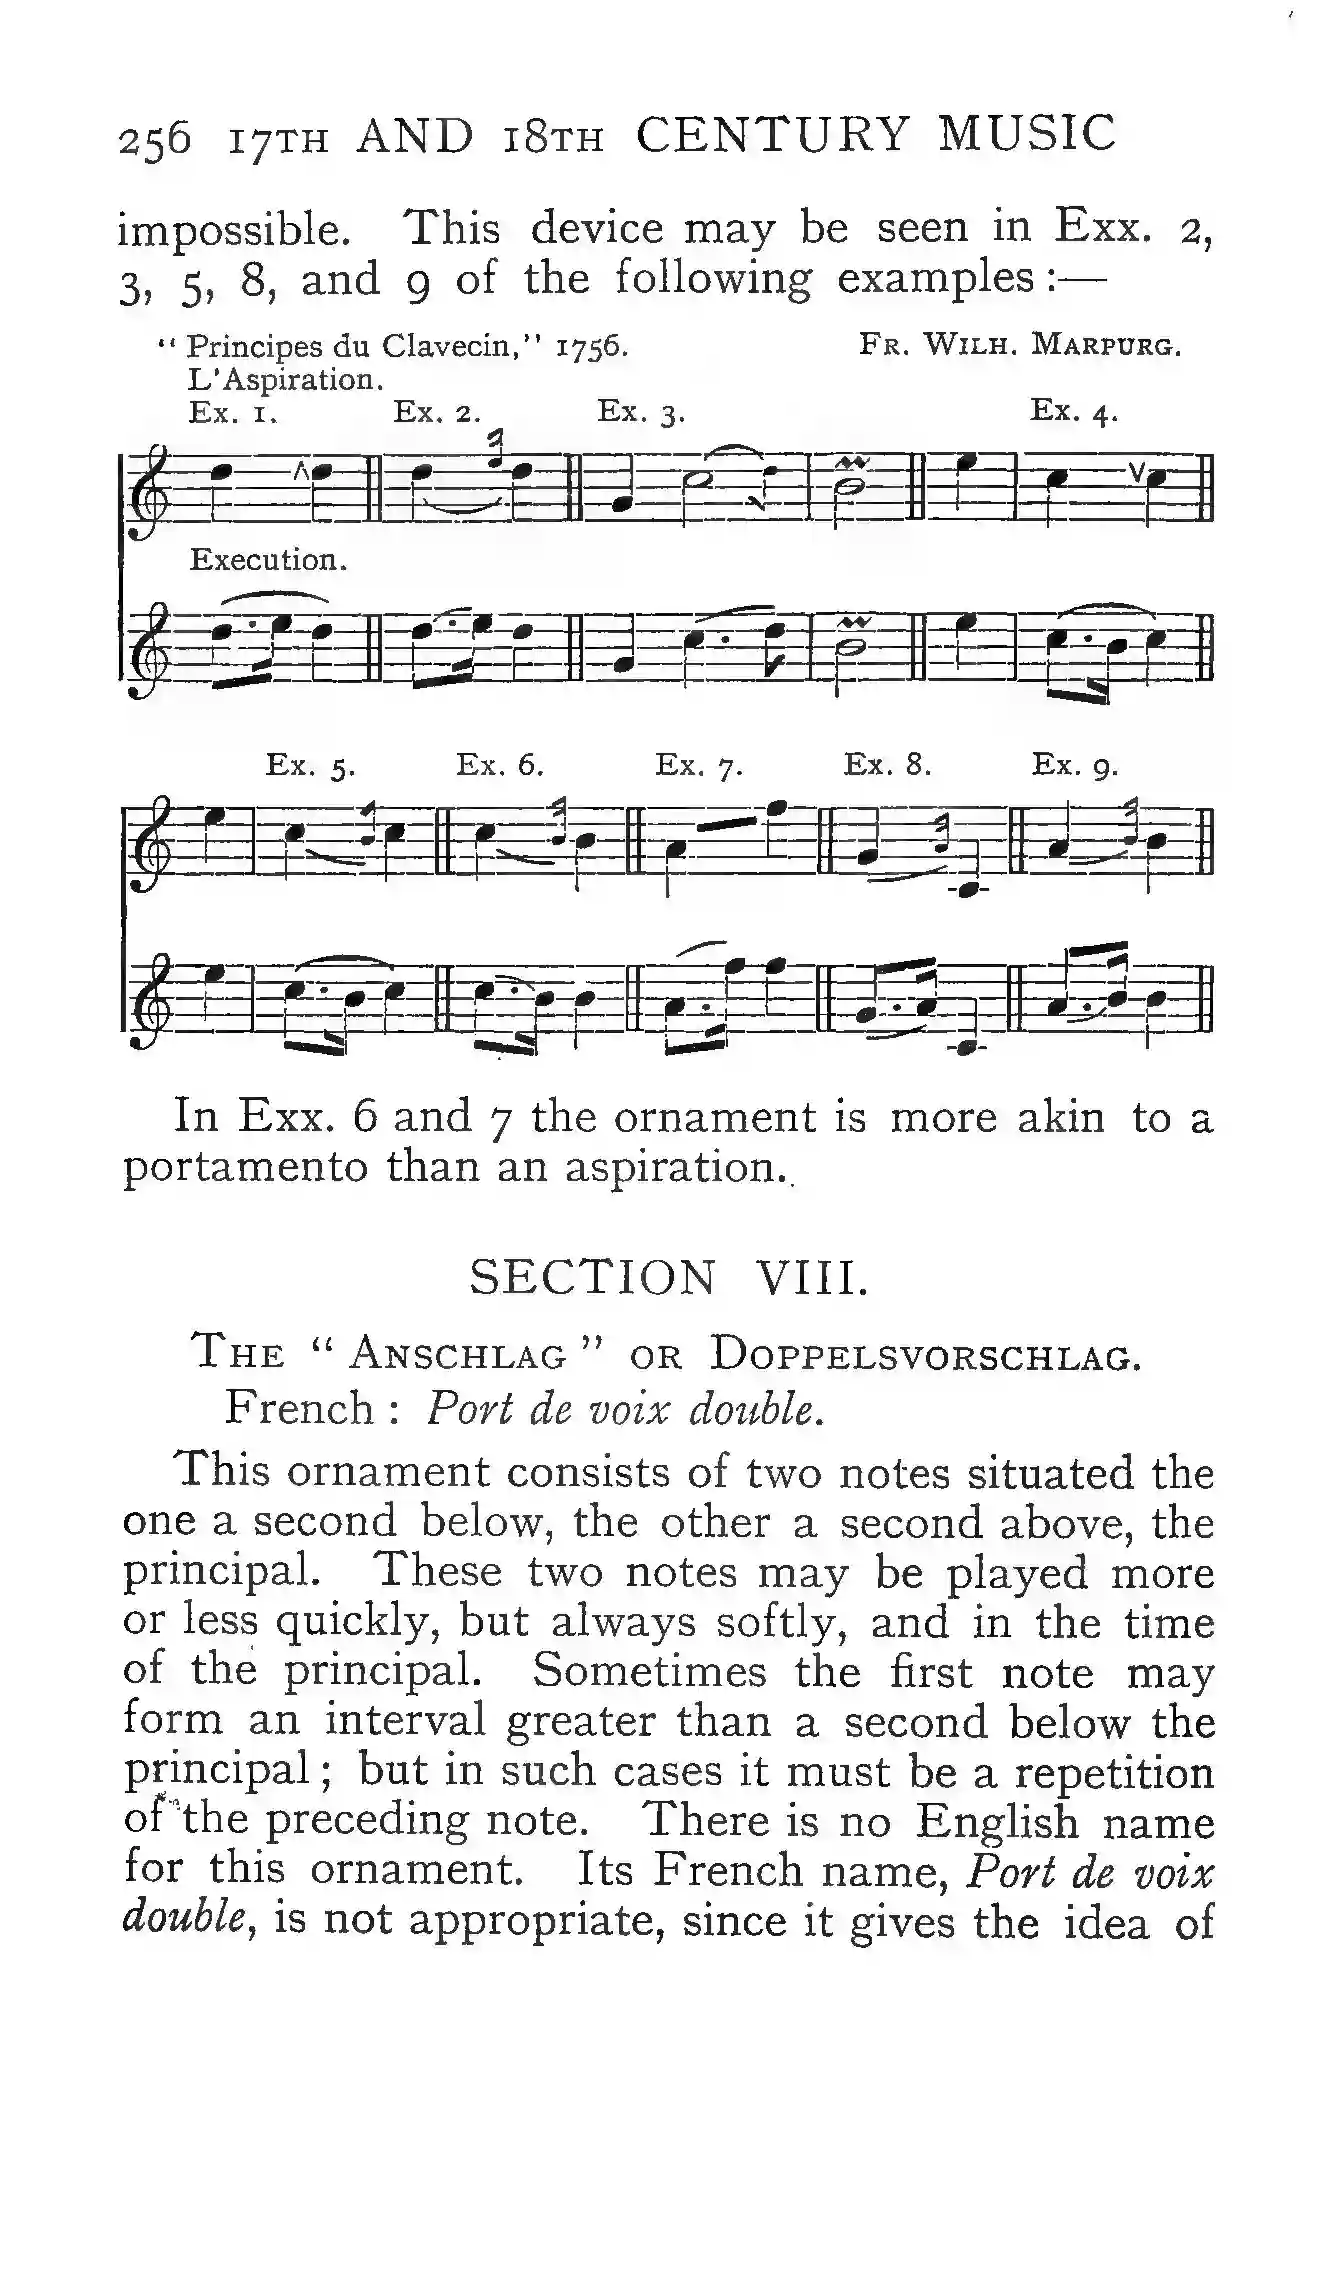 256 17TH AND 18TH CENTURY MUSIC
impossible. This device may be seen in Exx. 2,
3, 5, 8, and 9 of the following examples :—
“ Principes du Clavecin,” 1756. FR. WILH. MARPURG.
L’Aspiration.
Ex. 1. Ex. 2. Ex. 3. Ex. 4.
Execution.
Ex. 5. Ex. 6. Ex. 7. Ex. 8. Ex. 9.
In Exx. 6 and 7 the ornament is more akin to a
portamento than an aspiration.
SECTION VIII.
THE “ ANSCHLAG ” OR DOPPELSVORSCHLAG.
French : Port de voix double.
This ornament consists of two notes situated the
one a second below, the other a second above, the
principal. These two notes may be played more
or less quickly, but always softly, and in the time
of the principal. Sometimes the first note may
form an interval greater than a second below the
principal ; but in such cases it must be a repetition
of the preceding note. There is no English name
for this ornament. Its French name, Port de voix
double, is not appropriate, since it gives the idea of